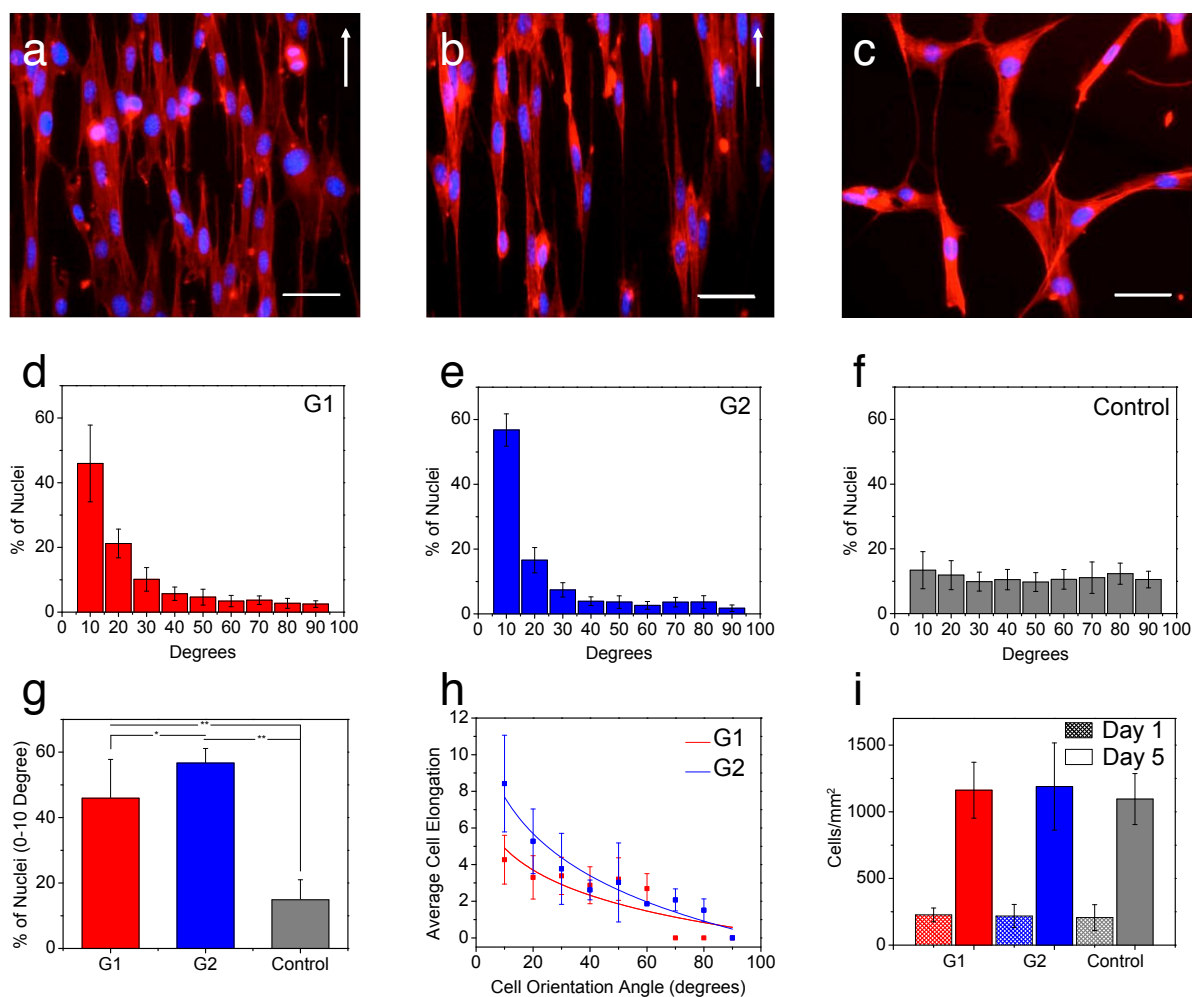 a
b
c
d
G1
60
40
20
0
% of Nuclei
0 10 20 30 40 50 60 70 80 90 100
Degrees
e
G2
60
40
20
0
% of Nuclei
0 10 20 30 40 50 60 70 80 90 100
Degrees
f
Control
60
40
20
0
% of Nuclei
0 10 20 30 40 50 60 70 80 90 100
Degrees
g
**
* **
60
40
20
0
% of Nuclei (0-10 Degree)
G1 G2 Control
h
G1
G2
12
10
8
6
4
2
0
Average Cell Elongation
0 20 40 60 80 100
Cell Orientation Angle (degrees)
i
Day 1
Day 5
1500
1000
500
0
Cells/mm²
G1 G2 Control